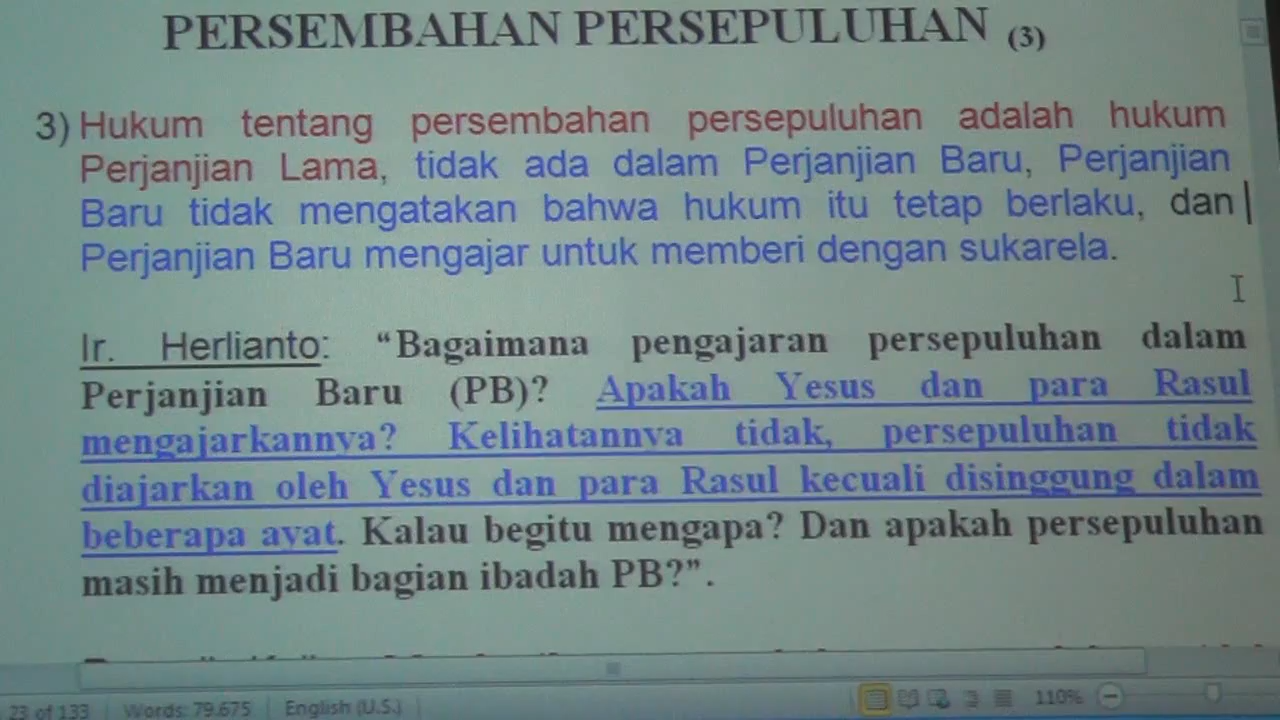 PERSEMBAHAN PERSEPULUHAN (3)
3) Hukum tentang persembahan persepuluhan adalah hukum
Perjanjian Lama, tidak ada dalam Perjanjian Baru, Perjanjian
Baru tidak mengatakan bahwa hukum itu tetap berlaku, dan
Perjanjian Baru mengajar untuk memberi dengan sukarela.
Ir. Herlianto: “Bagaimana pengajaran persepuluhan dalam
Perjanjian Baru (PB)? Apakah Yesus dan para Rasul
mengajarkannya? Kelihatannya tidak, persepuluhan tidak
diajarkan oleh Yesus dan para Rasul kecuali disinggung dalam
beberapa ayat. Kalau begitu mengapa? Dan apakah persepuluhan
masih menjadi bagian ibadah PB?”.
23 of 133 Words: 79.675 English (U.S.) 110%